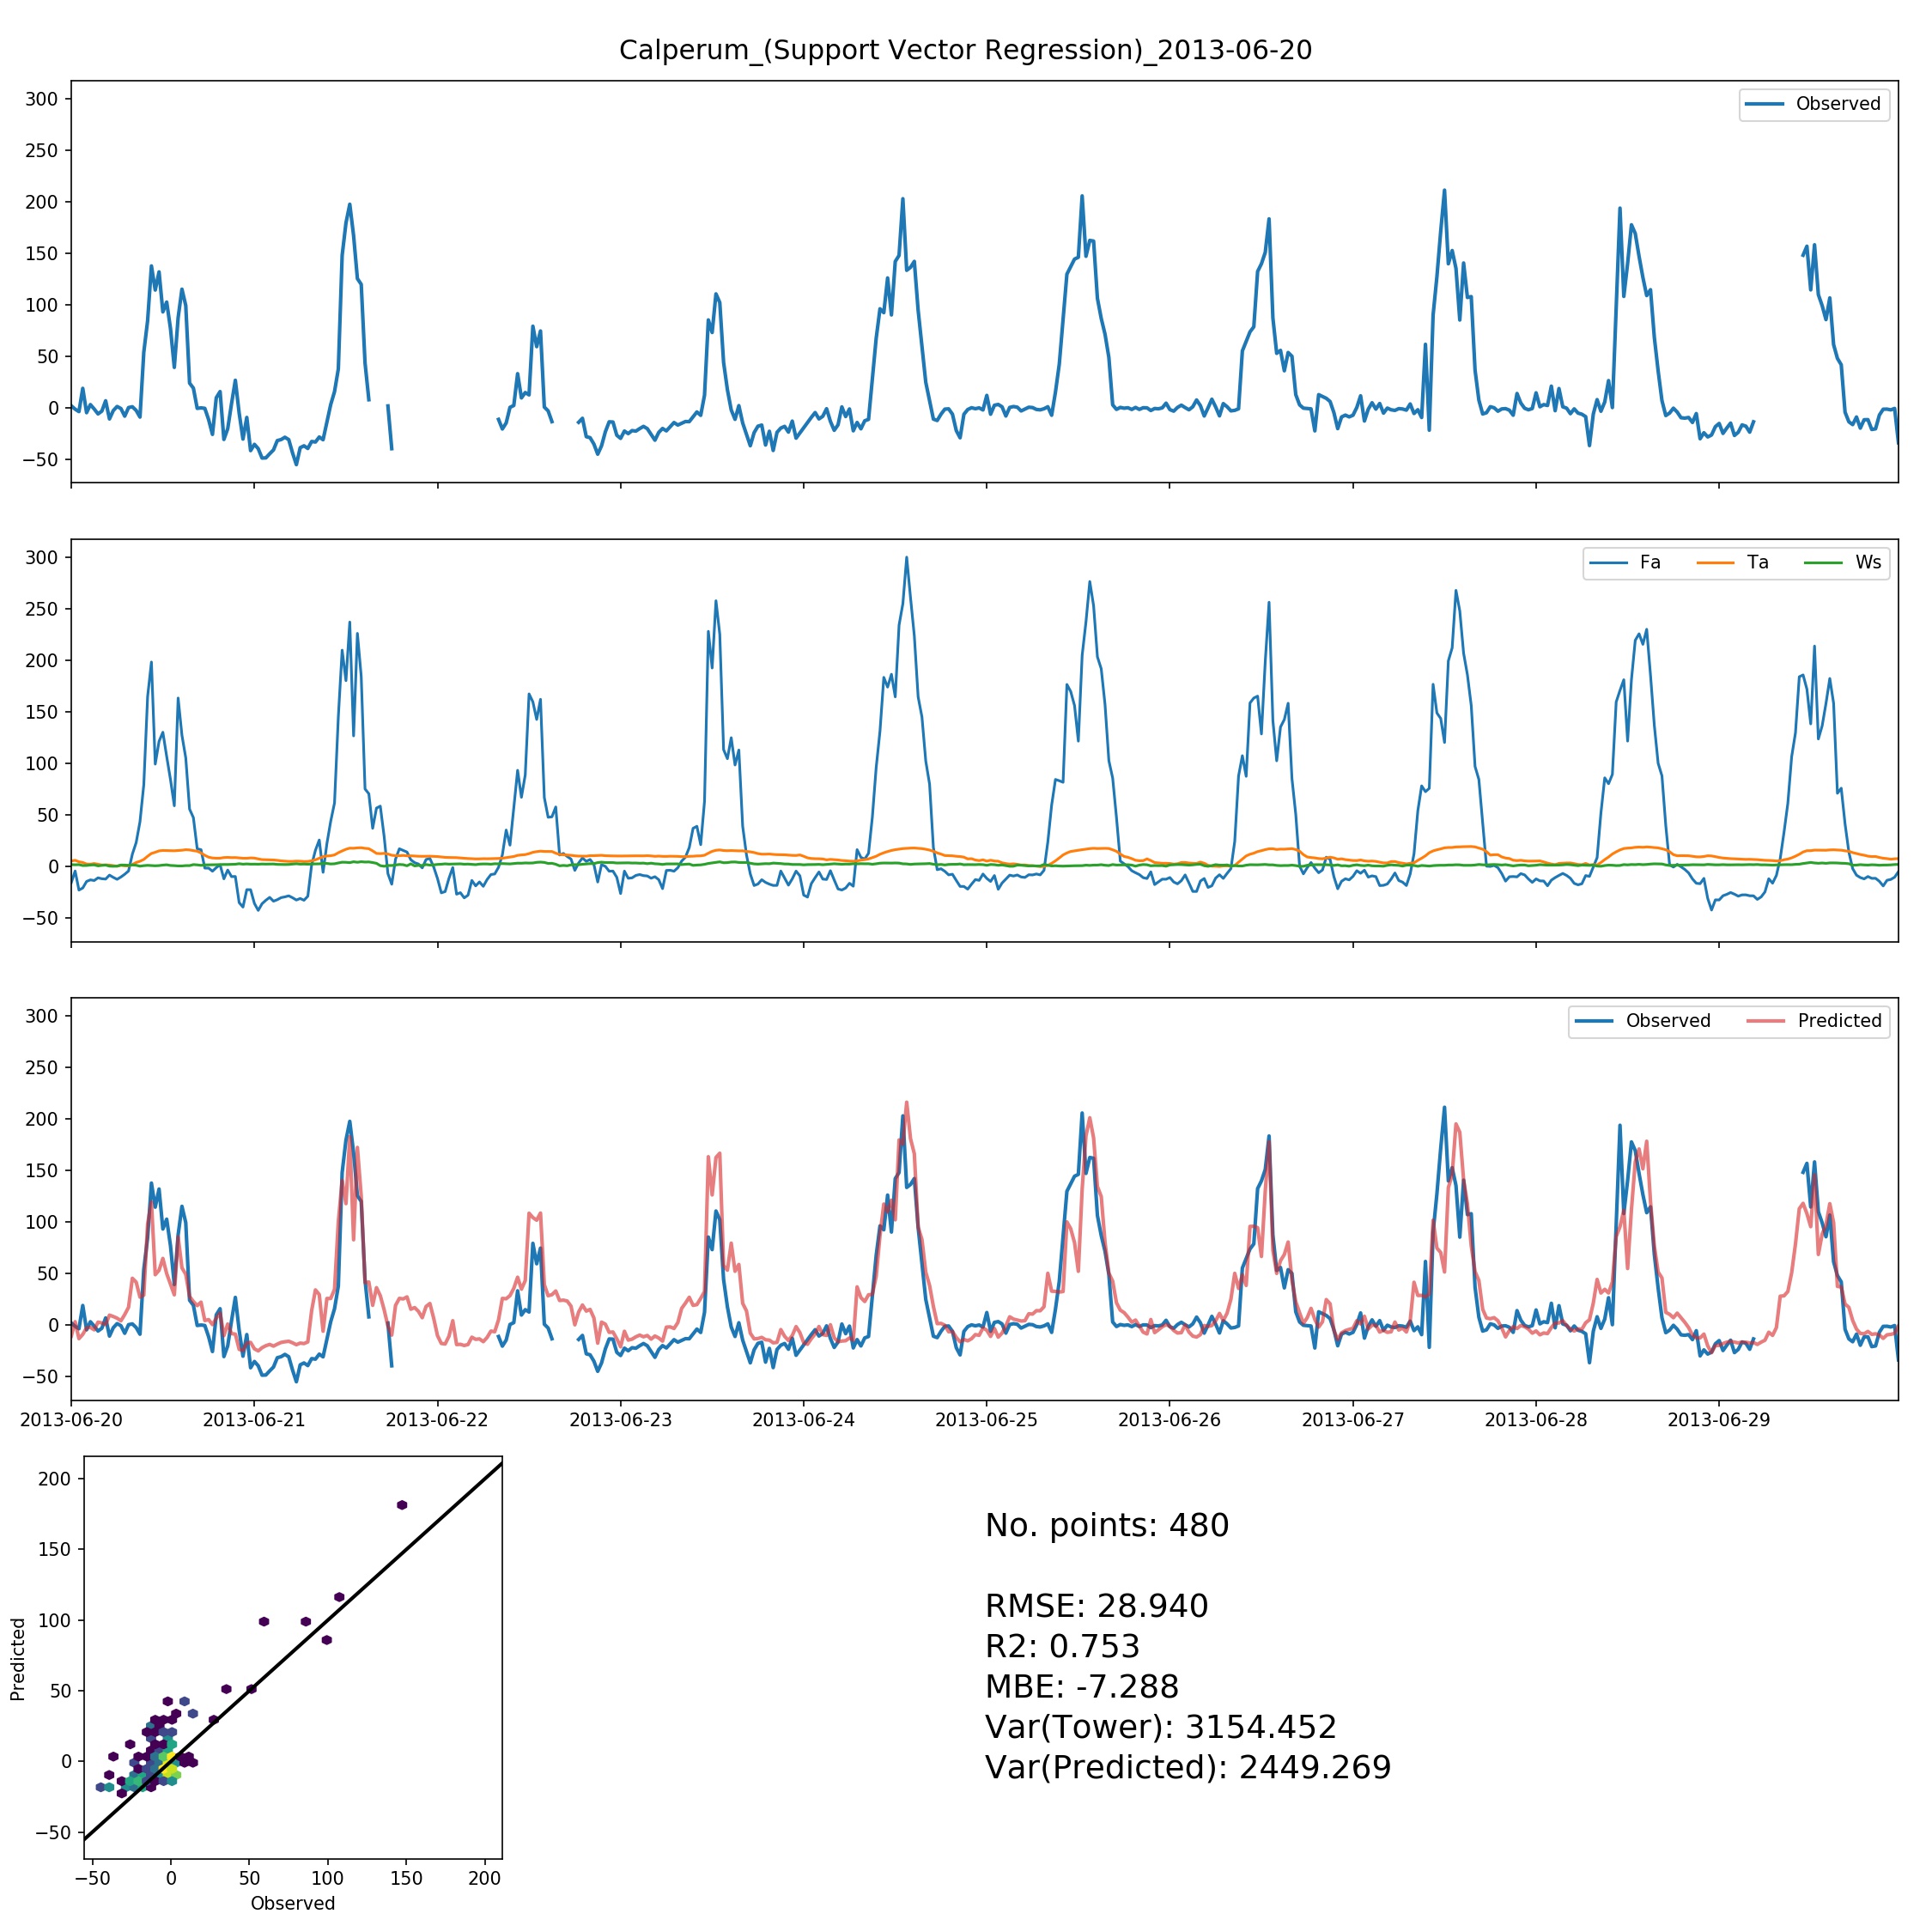 Calperum_(Support Vector Regression)_2013-06-20
300
250
200
150
100
50
0
−50
Observed
300
250
200
150
100
50
0
−50
Fa Ta Ws
300
250
200
150
100
50
0
−50
Observed Predicted
2013-06-20 2013-06-21 2013-06-22 2013-06-23 2013-06-24 2013-06-25 2013-06-26 2013-06-27 2013-06-28 2013-06-29
200
150
100
50
0
−50
Predicted
−50 0 50 100 150 200
Observed
No. points: 480
RMSE: 28.940
R2: 0.753
MBE: -7.288
Var(Tower): 3154.452
Var(Predicted): 2449.269